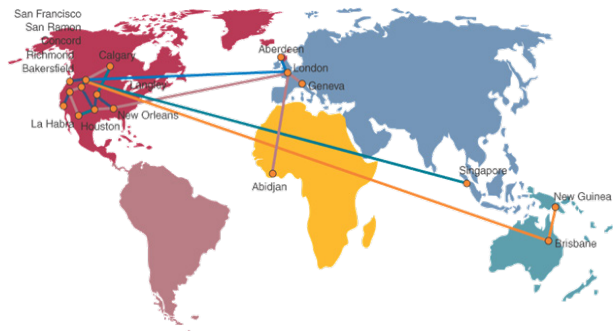 San Francisco
San Ramon
Concord
Richmond
Bakersfield
Calgary
La Habra
Houston
New Orleans
Aberdeen
London
Geneva
Abidjan
Singapore
New Guinea
Brisbane